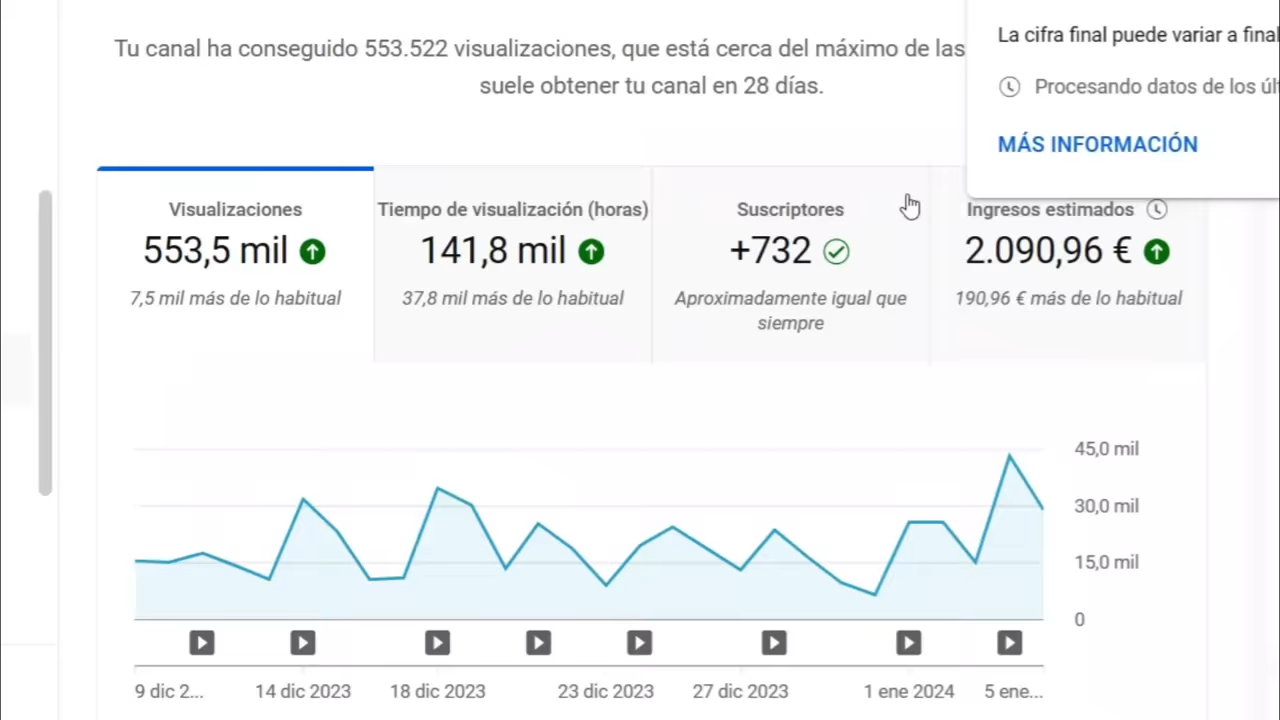 Tu canal ha conseguido 553.522 visualizaciones, que está cerca del máximo de las
suele obtener tu canal en 28 días.
La cifra final puede variar a final
Procesando datos de los
MÁS INFORMACIÓN
Visualizaciones
553,5 mil
7,5 mil más de lo habitual
Tiempo de visualización (horas)
141,8 mil
37,8 mil más de lo habitual
Suscriptores
+732
Aproximadamente igual que
siempre
Ingresos estimados
2.090,96 €
190,96 € más de lo habitual
45,0 mil
30,0 mil
15,0 mil
0
9 dic 2...
14 dic 2023
18 dic 2023
23 dic 2023
27 dic 2023
1 ene 2024
5 ene...